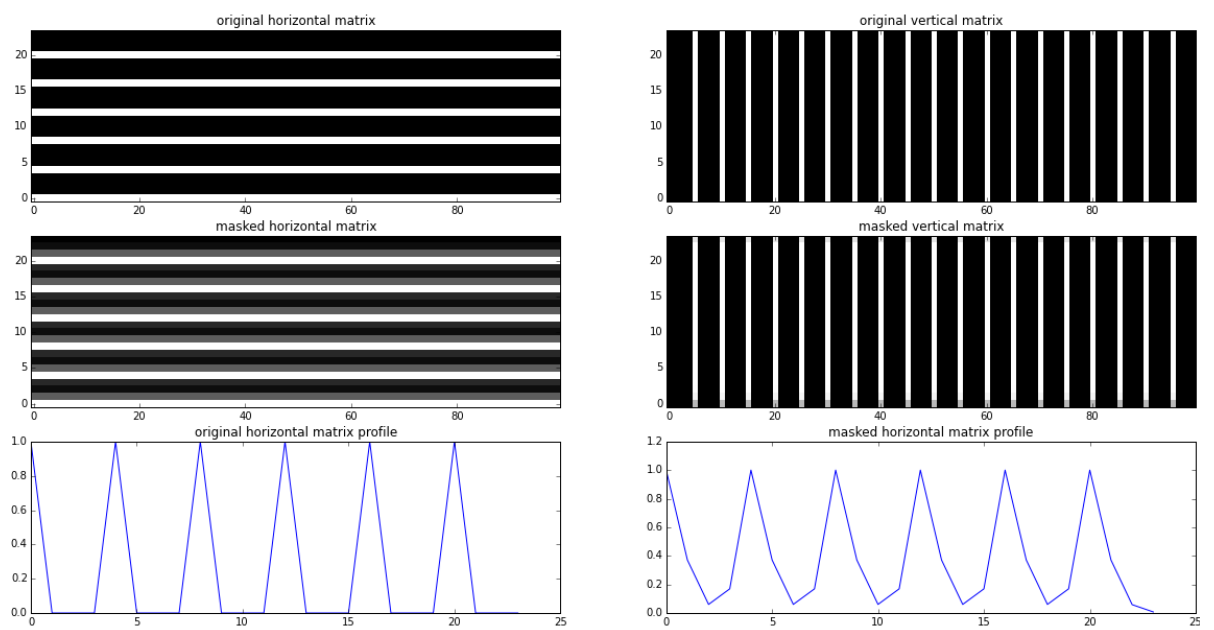 original horizontal matrix
20
15
10
5
0
0 20 40 60 80
original vertical matrix
20
15
10
5
0
0 20 40 60 80
masked horizontal matrix
20
15
10
5
0
0 20 40 60 80
masked vertical matrix
20
15
10
5
0
0 20 40 60 80
original horizontal matrix profile
1.0
0.8
0.6
0.4
0.2
0.0
0 5 10 15 20 25
masked horizontal matrix profile
1.2
1.0
0.8
0.6
0.4
0.2
0.0
0 5 10 15 20 25